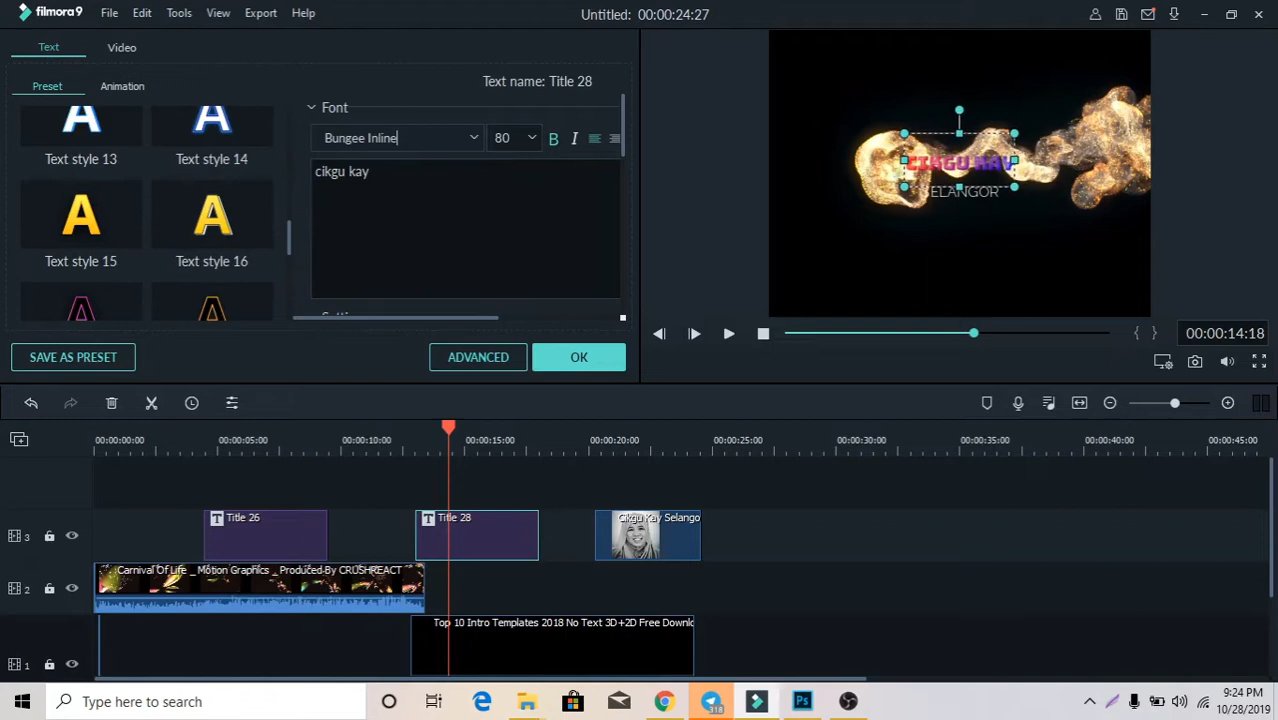 filmora9 File Edit Tools View Export Help Untitled: 00:00:24:27
Text Video
Preset Animation Text name: Title 28
Font
Bungee Inline 80 B I
cikgu kay
Text style 13 Text style 14
Text style 15 Text style 16
CIKGU KAY
SELANGOR
00:00:14:18
SAVE AS PRESET ADVANCED OK
00:00:00:00 00:00:05:00 00:00:10:00 00:00:15:00 00:00:20:00 00:00:25:00 00:00:30:00 00:00:35:00 00:00:40:00 00:00:45:00
3 T Title 26 T Title 28 Cikgu Kay Selango
2 Carnival Of Life _ Motion Graphics _ Produced By CRUSHREACT
Top 10 Intro Templates 2018 No Text 3D+2D Free Downlo
1
Type here to search 318 Ps 9:24 PM
10/28/2019